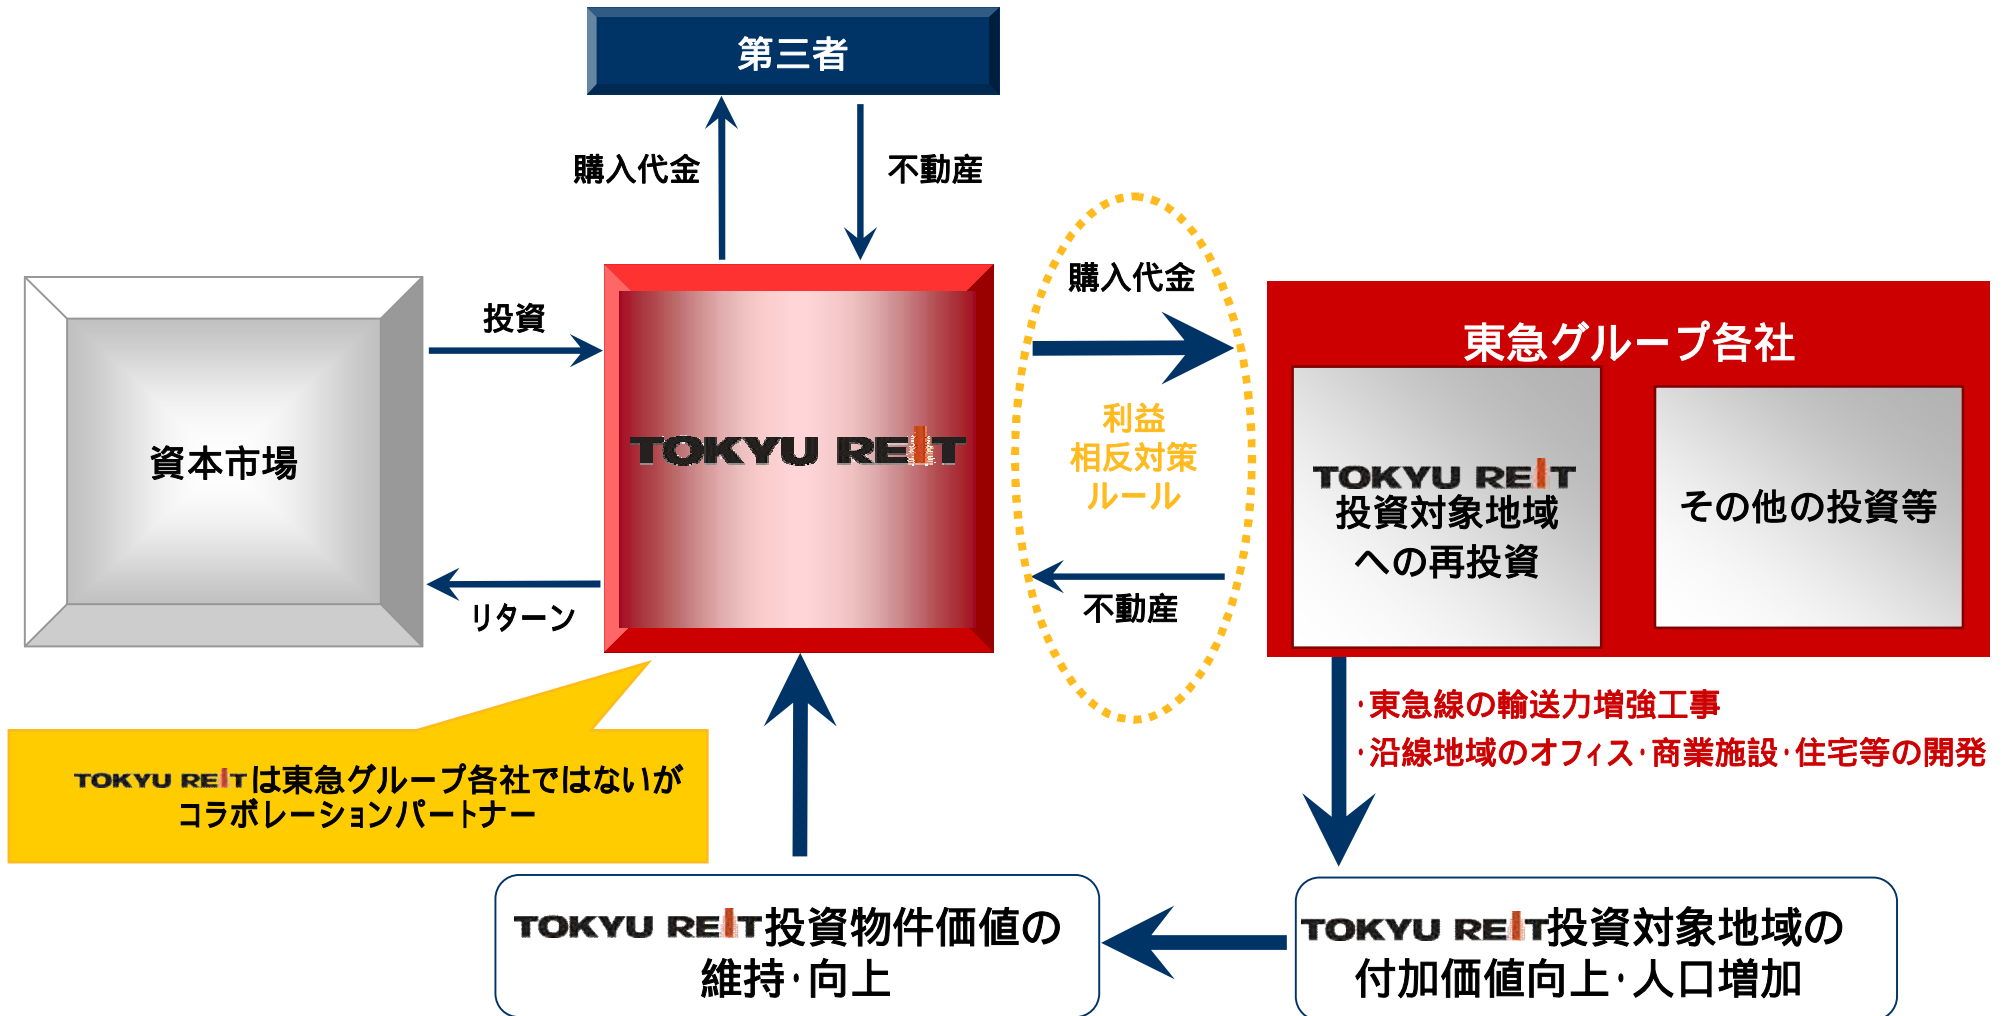 第三者
購入代金
不動産
購入代金
投資
東急グループ各社
TOKYU REIT
利益
相反対策
ルール
資本市場
TOKYU REIT
投資対象地域
への再投資
その他の投資等
リターン
不動産
・東急線の輸送力増強工事
・沿線地域のオフィス・商業施設・住宅等の開発
TOKYU REITは東急グループ各社ではないが
コラボレーションパートナー
TOKYU REIT投資物件価値の
維持・向上
TOKYU REIT投資対象地域の
付加価値向上・人口増加